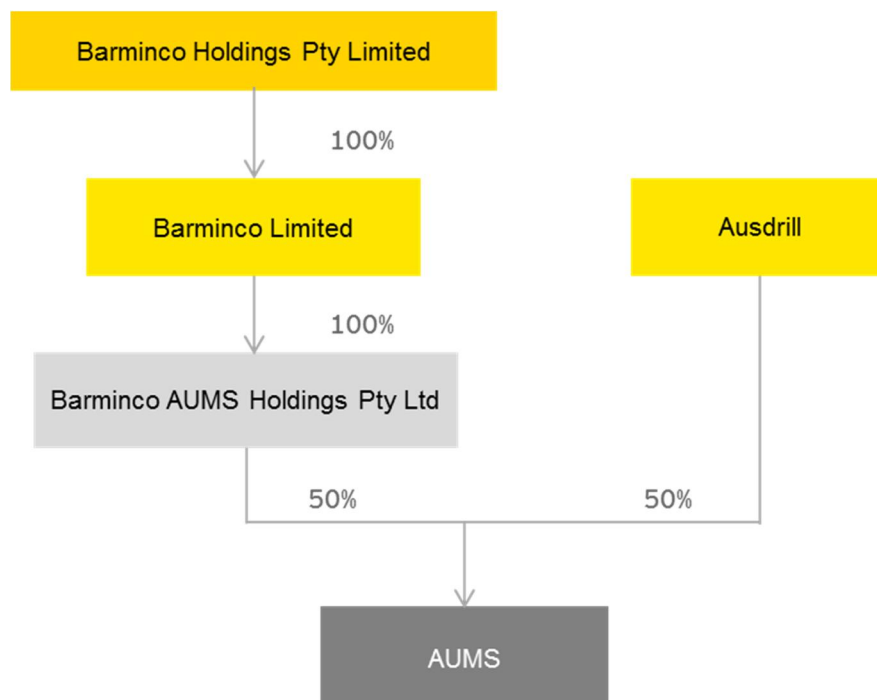 Barminco Holdings Pty Limited
100%
Barminco Limited
Ausdrill
100%
Barminco AUMS Holdings Pty Ltd
50%
50%
AUMS